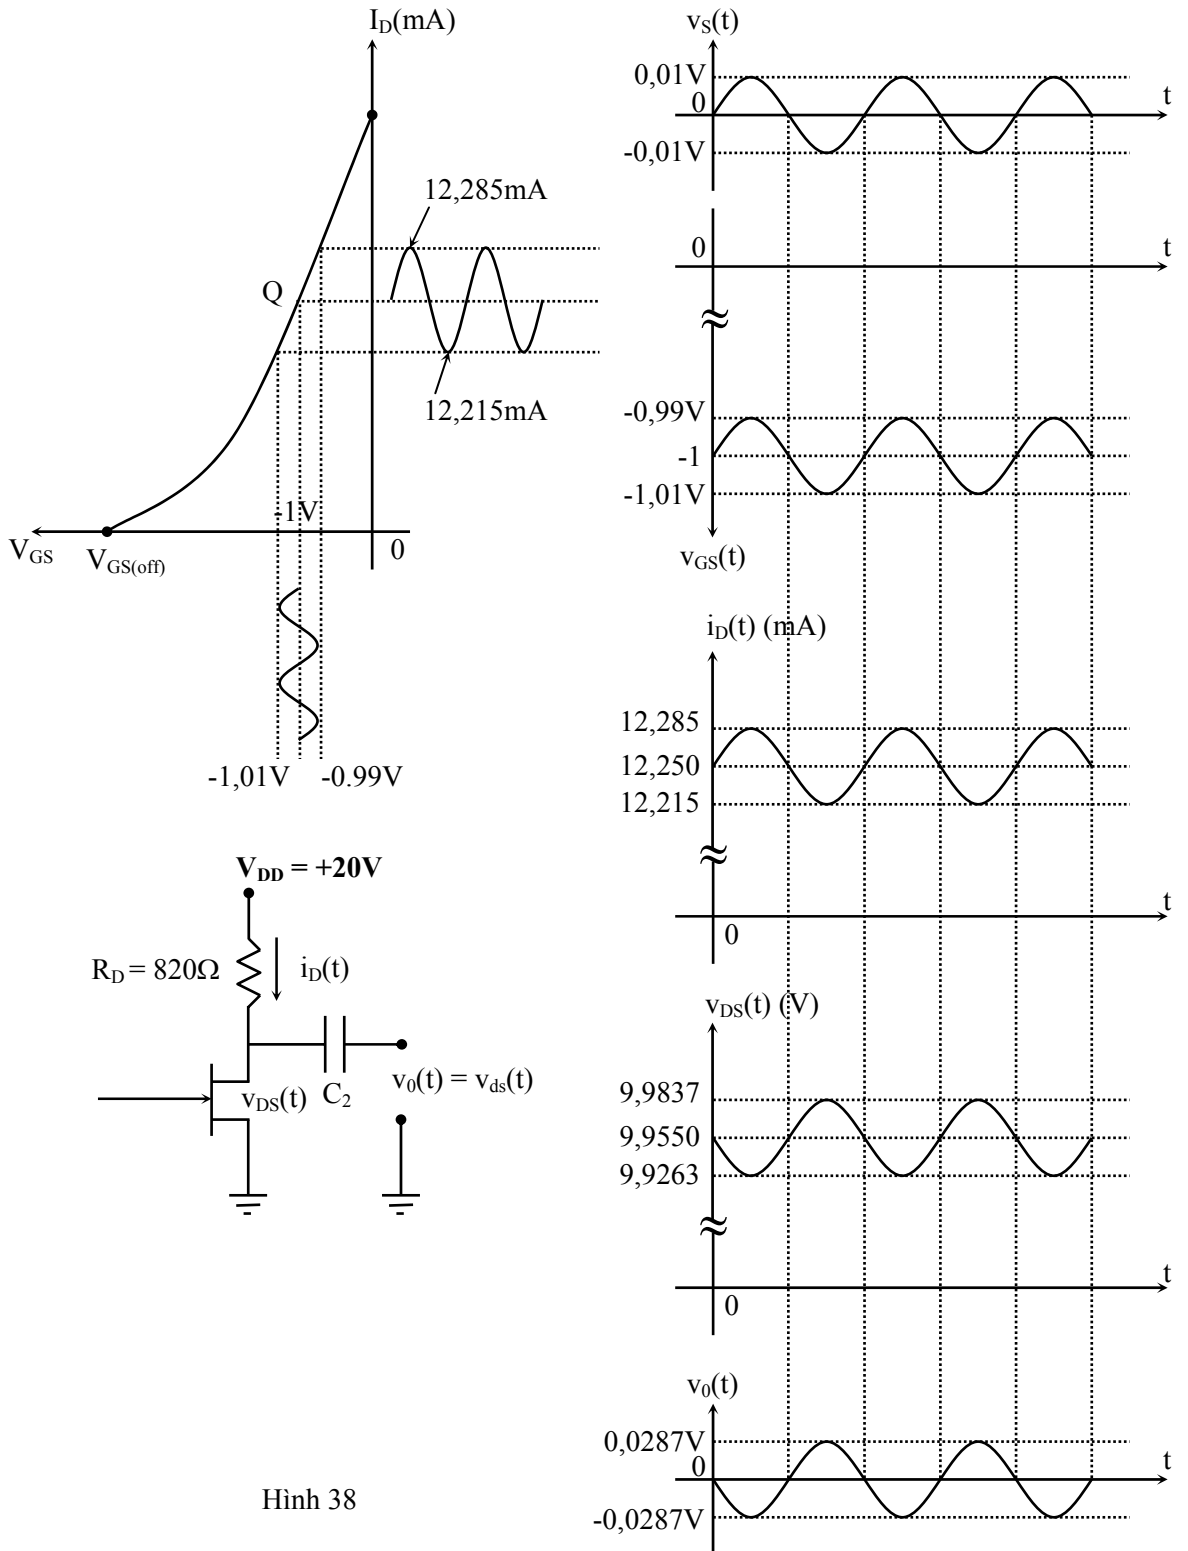 I_D(mA)
12,285mA
Q
12,215mA
-1V
V_GS
V_GS(off)
0
-1,01V
-0.99V
V_DD = +20V
R_D = 820Ω
i_D(t)
v_DS(t)
C_2
v_0(t) = v_ds(t)
Hình 38
v_S(t)
0,01V
0
t
-0,01V
0
t
≈
-0,99V
-1
-1,01V
v_GS(t)
i_D(t) (mA)
12,285
12,250
12,215
≈
t
0
v_DS(t) (V)
9,9837
9,9550
9,9263
≈
t
0
v_0(t)
0,0287V
0
t
-0,0287V